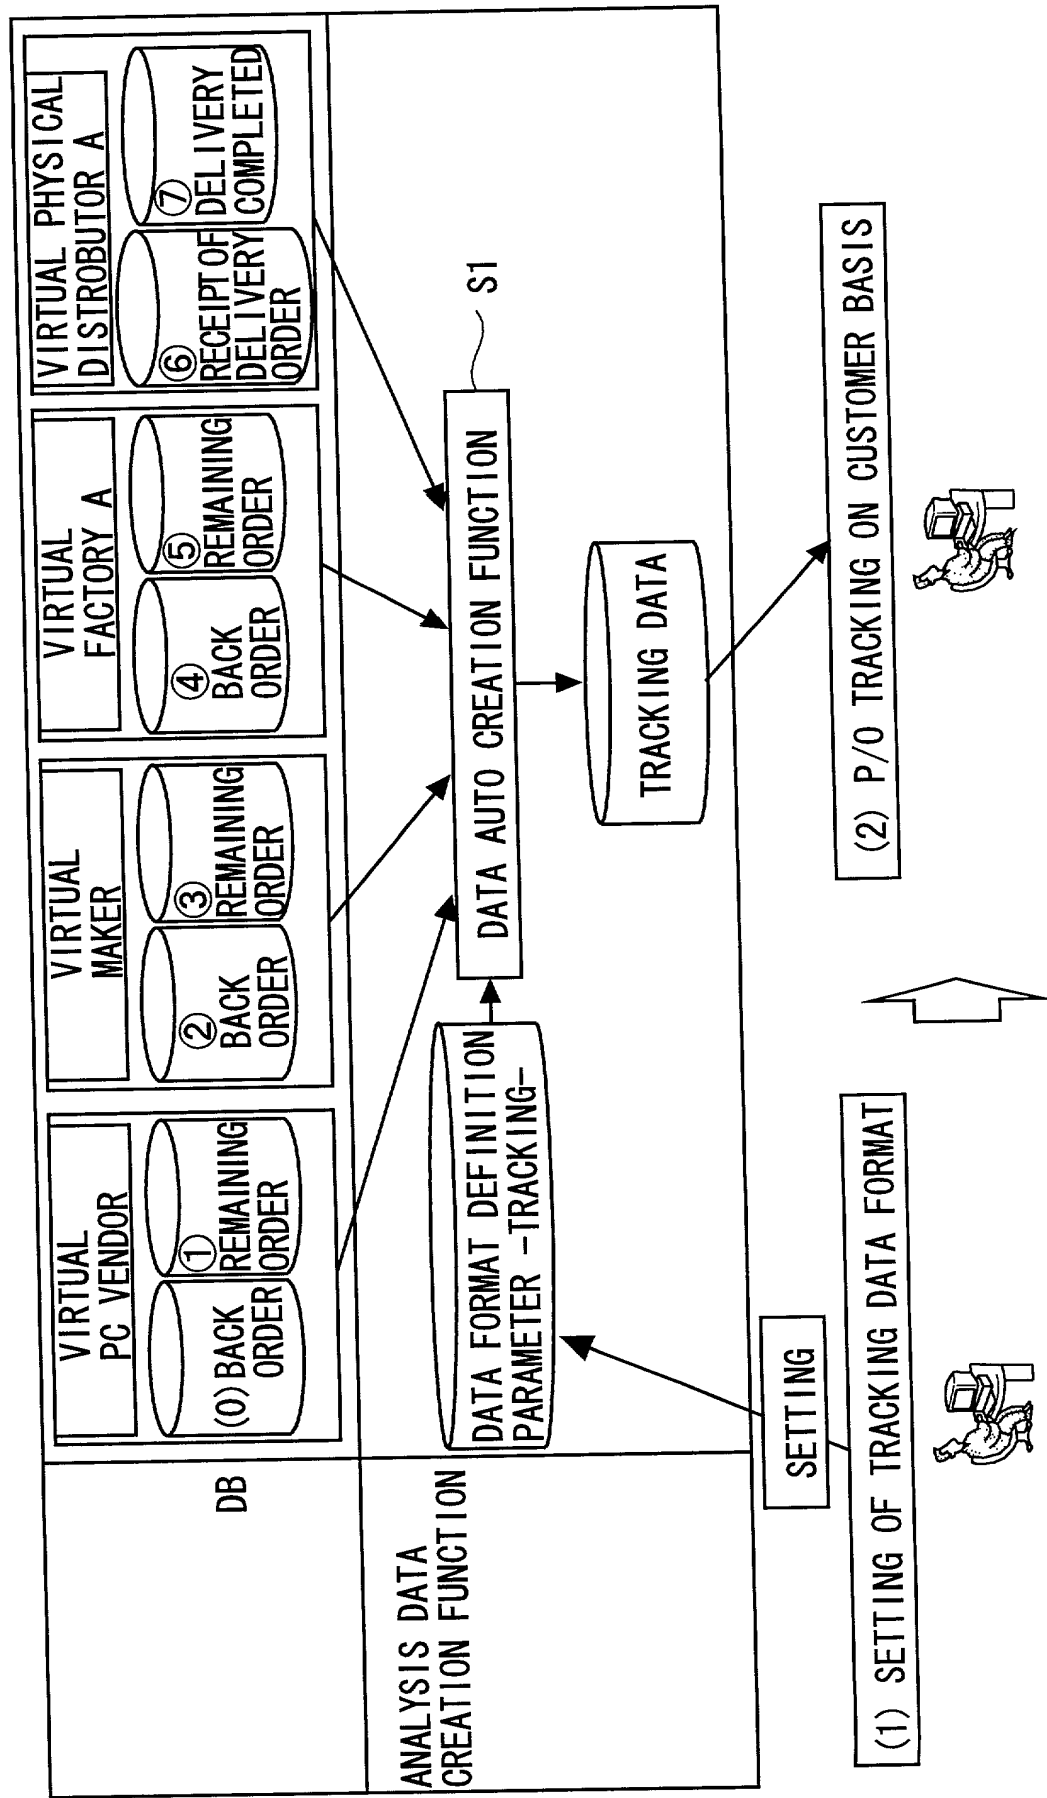 DB
VIRTUAL
PC VENDOR
(0) BACK
ORDER
①
REMAINING
ORDER
VIRTUAL
MAKER
②
BACK
ORDER
③
REMAINING
ORDER
VIRTUAL
FACTORY A
④
BACK
ORDER
⑤
REMAINING
ORDER
VIRTUAL PHYSICAL
DISTROBUTOR A
⑥
RECEIPT OF
DELIVERY
ORDER
⑦
DELIVERY
COMPLETED
ANALYSIS DATA
CREATION FUNCTION
DATA FORMAT DEFINITION
PARAMETER -TRACKING-
DATA AUTO CREATION FUNCTION
S1
TRACKING DATA
SETTING
(1) SETTING OF TRACKING DATA FORMAT
(2) P/O TRACKING ON CUSTOMER BASIS